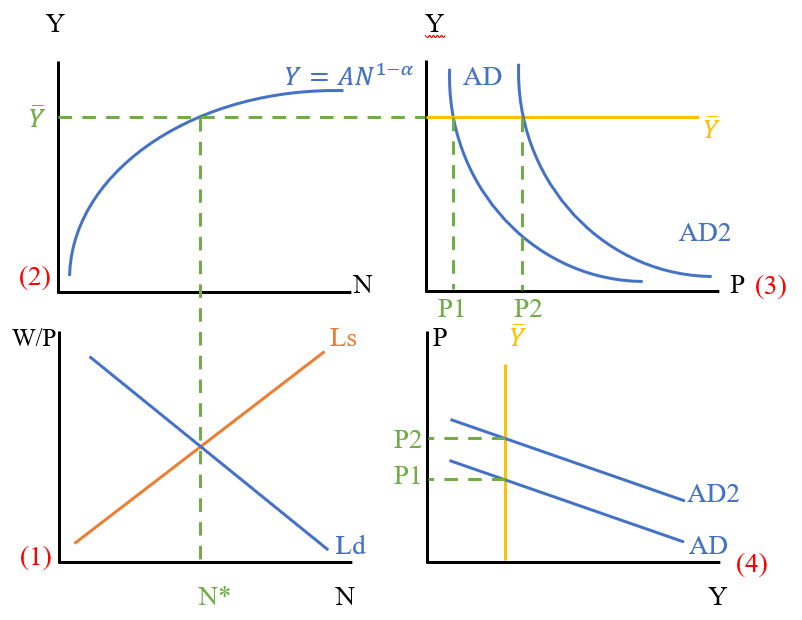 Y
Y = AN^{1−α}
Ȳ
(2)
N
Y
AD
Ȳ
AD2
P
(3)
P1
P2
W/P
Ls
Ld
(1)
N*
N
P
Ȳ
P2
P1
AD2
AD
(4)
Y